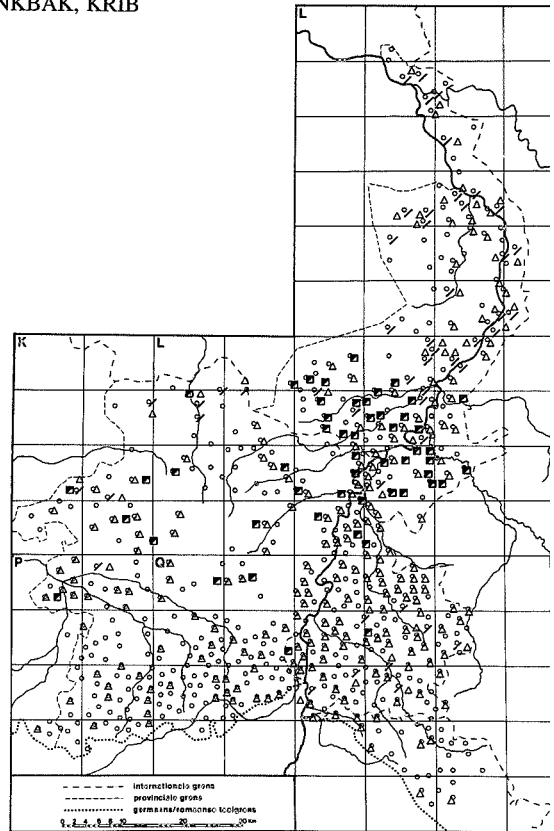 NKBAK, KRIB
L
K L
P Q
internationale grens
provinciale grens
germaans/romaanse taalgrens
0 2 4 6 8 10 20 30 Km